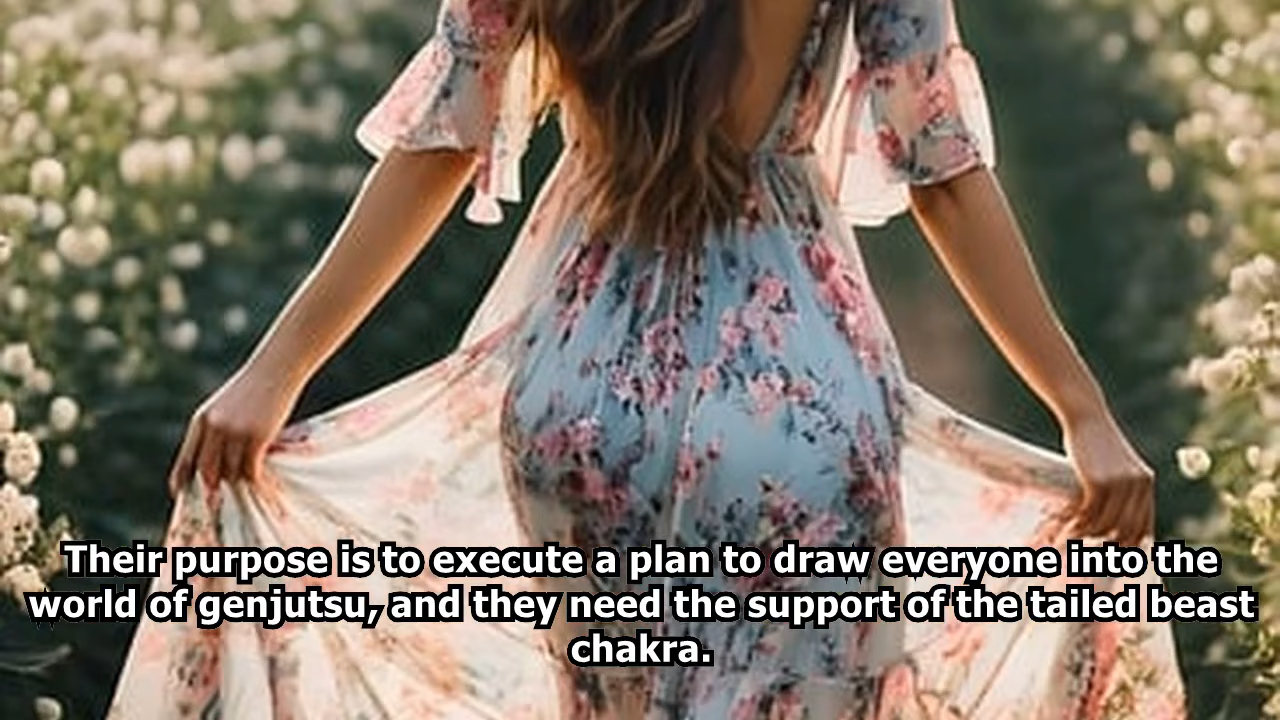 Their purpose is to execute a plan to draw everyone into the
world of genjutsu, and they need the support of the tailed beast
chakra.